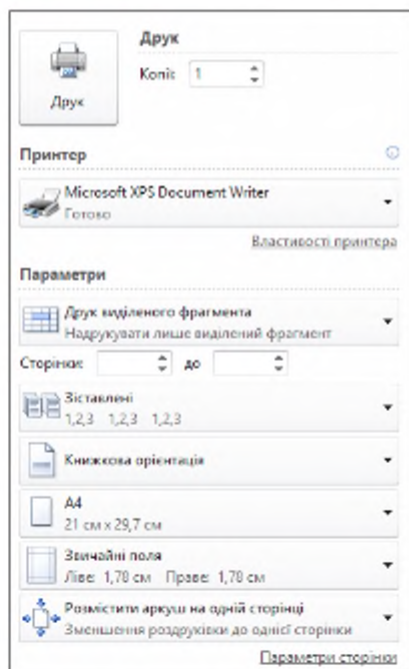 Друк
Друк
Копії: 1
Принтер
Microsoft XPS Document Writer
Готово
Властивості принтера
Параметри
Друк виділеного фрагмента
Надрукувати лише виділений фрагмент
Сторінки: до
Зіставлені
1,2,3 1,2,3 1,2,3
Книжкова орієнтація
A4
21 см x 29,7 см
Звичайні поля
Ліве: 1,78 см Праве: 1,78 см
Розмістити аркуш на одній сторінці
Зменшення роздруківки до однієї сторінки
Параметри сторінки